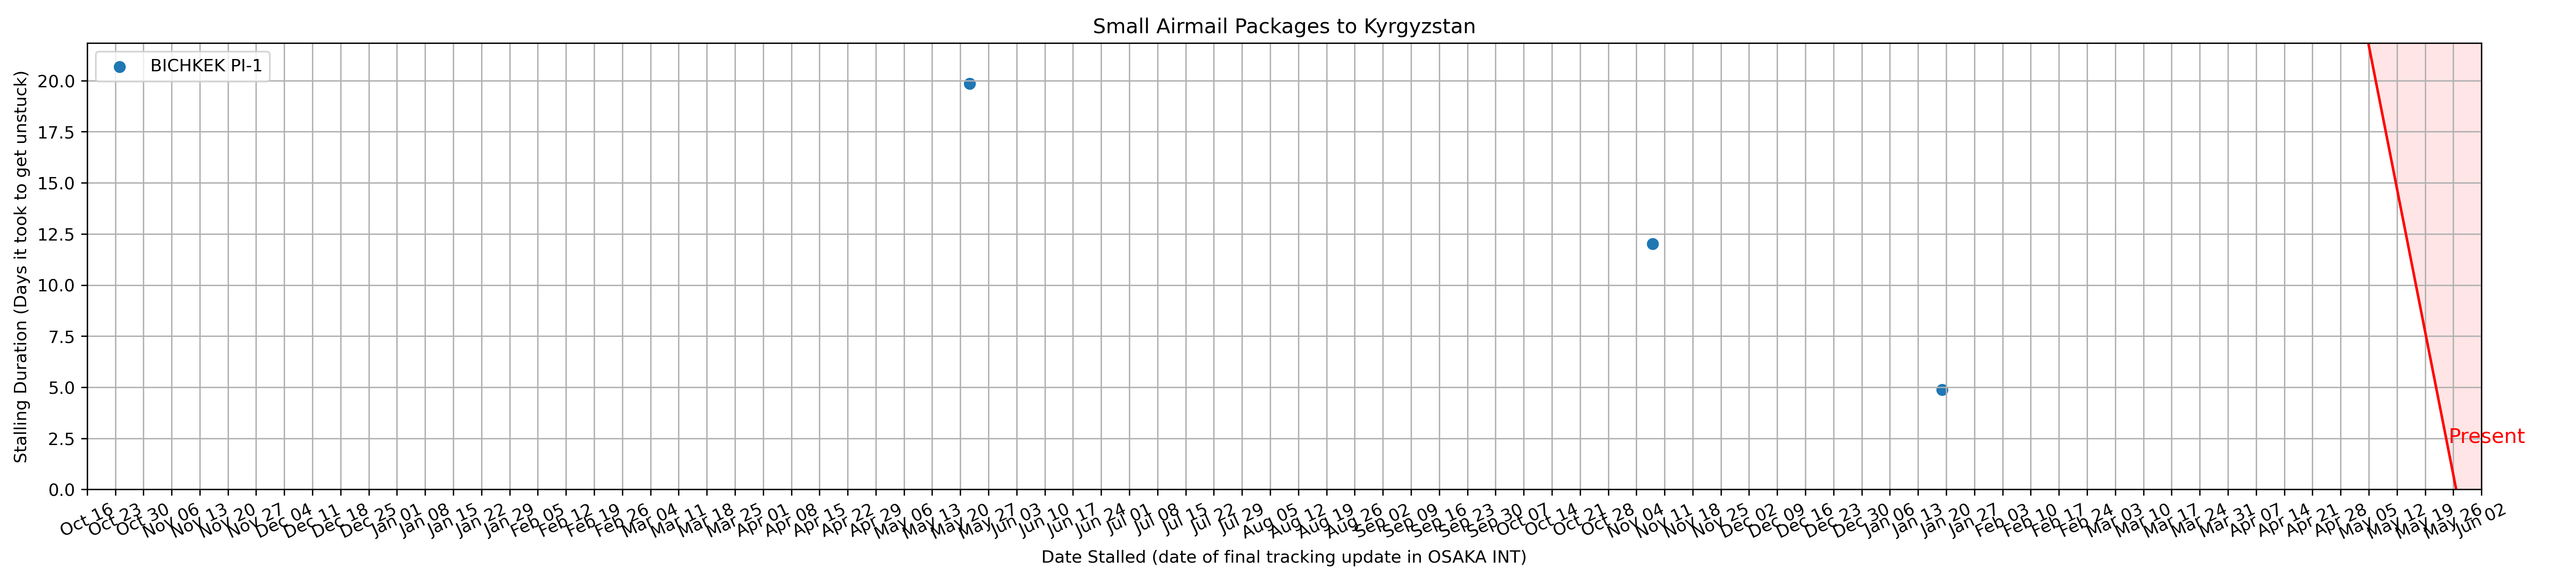 Small Airmail Packages to Kyrgyzstan
BICHKEK PI-1
Stalling Duration (Days it took to get unstuck)
20.0
17.5
15.0
12.5
10.0
7.5
5.0
2.5
0.0
Present
Oct 16 Oct 23 Oct 30 Nov 06 Nov 13 Nov 20 Nov 27 Dec 04 Dec 11 Dec 18 Dec 25 Jan 01 Jan 08 Jan 15 Jan 22 Jan 29 Feb 05 Feb 12 Feb 19 Feb 26 Mar 04 Mar 11 Mar 18 Mar 25 Apr 01 Apr 08 Apr 15 Apr 22 Apr 29 May 06 May 13 May 20 May 27 Jun 03 Jun 10 Jun 17 Jun 24 Jul 01 Jul 08 Jul 15 Jul 22 Jul 29 Aug 05 Aug 12 Aug 19 Aug 26 Sep 02 Sep 09 Sep 16 Sep 23 Sep 30 Oct 07 Oct 14 Oct 21 Oct 28 Nov 04 Nov 11 Nov 18 Nov 25 Dec 02 Dec 09 Dec 16 Dec 23 Dec 30 Jan 06 Jan 13 Jan 20 Jan 27 Feb 03 Feb 10 Feb 17 Feb 24 Mar 03 Mar 10 Mar 17 Mar 24 Mar 31 Apr 07 Apr 14 Apr 21 Apr 28 May 05 May 12 May 19 May 26 Jun 02
Date Stalled (date of final tracking update in OSAKA INT)